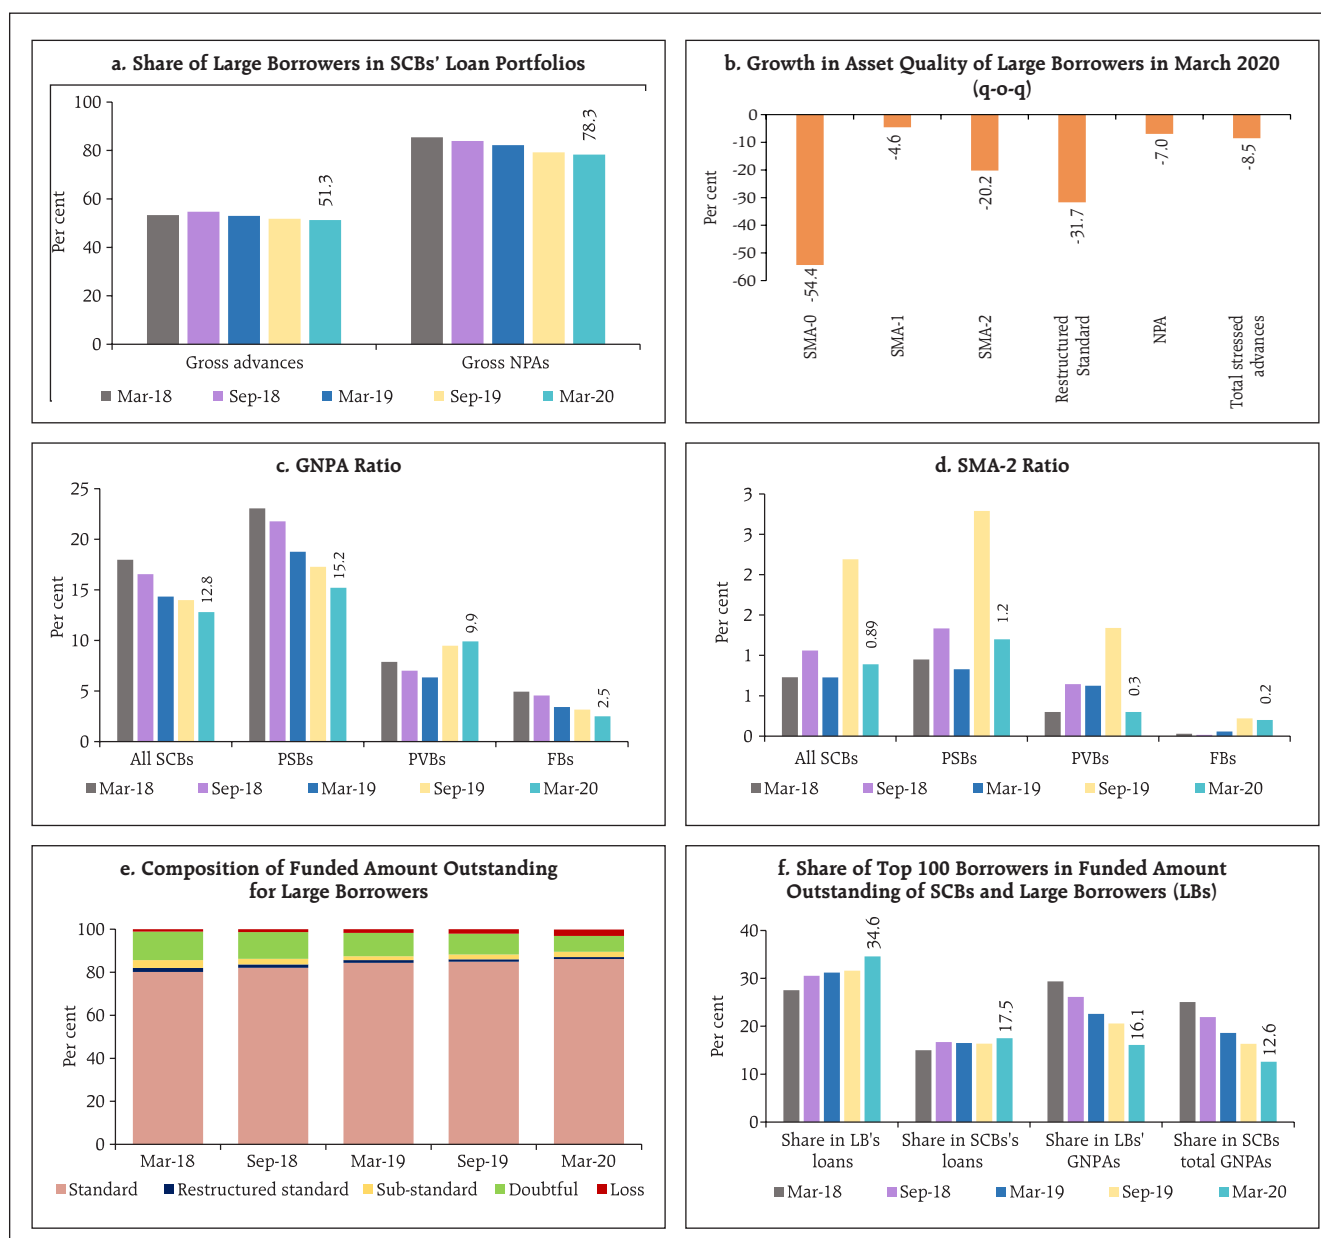 a. Share of Large Borrowers in SCBs' Loan Portfolios
100
80
60
40
20
0
Per cent
51.3
78.3
Gross advances
Gross NPAs
Mar-18 Sep-18 Mar-19 Sep-19 Mar-20
b. Growth in Asset Quality of Large Borrowers in March 2020
(q-o-q)
0
-10
-20
-30
-40
-50
-60
Per cent
-54.4
-4.6
-20.2
-31.7
-7.0
-8.5
SMA-0
SMA-1
SMA-2
Restructured
Standard
NPA
Total stressed
advances
c. GNPA Ratio
25
20
15
10
5
0
Per cent
12.8
15.2
9.9
2.5
All SCBs
PSBs
PVBs
FBs
Mar-18 Sep-18 Mar-19 Sep-19 Mar-20
d. SMA-2 Ratio
3
3
2
2
1
1
0
Per cent
0.89
1.2
0.3
0.2
All SCBs
PSBs
PVBs
FBs
Mar-18 Sep-18 Mar-19 Sep-19 Mar-20
e. Composition of Funded Amount Outstanding
for Large Borrowers
100
80
60
40
20
0
Per cent
Mar-18
Sep-18
Mar-19
Sep-19
Mar-20
Standard Restructured standard Sub-standard Doubtful Loss
f. Share of Top 100 Borrowers in Funded Amount
Outstanding of SCBs and Large Borrowers (LBs)
40
30
20
10
0
Per cent
34.6
17.5
16.1
12.6
Share in LB's
loans
Share in SCBs's
loans
Share in LBs'
GNPAs
Share in SCBs
total GNPAs
Mar-18 Sep-18 Mar-19 Sep-19 Mar-20